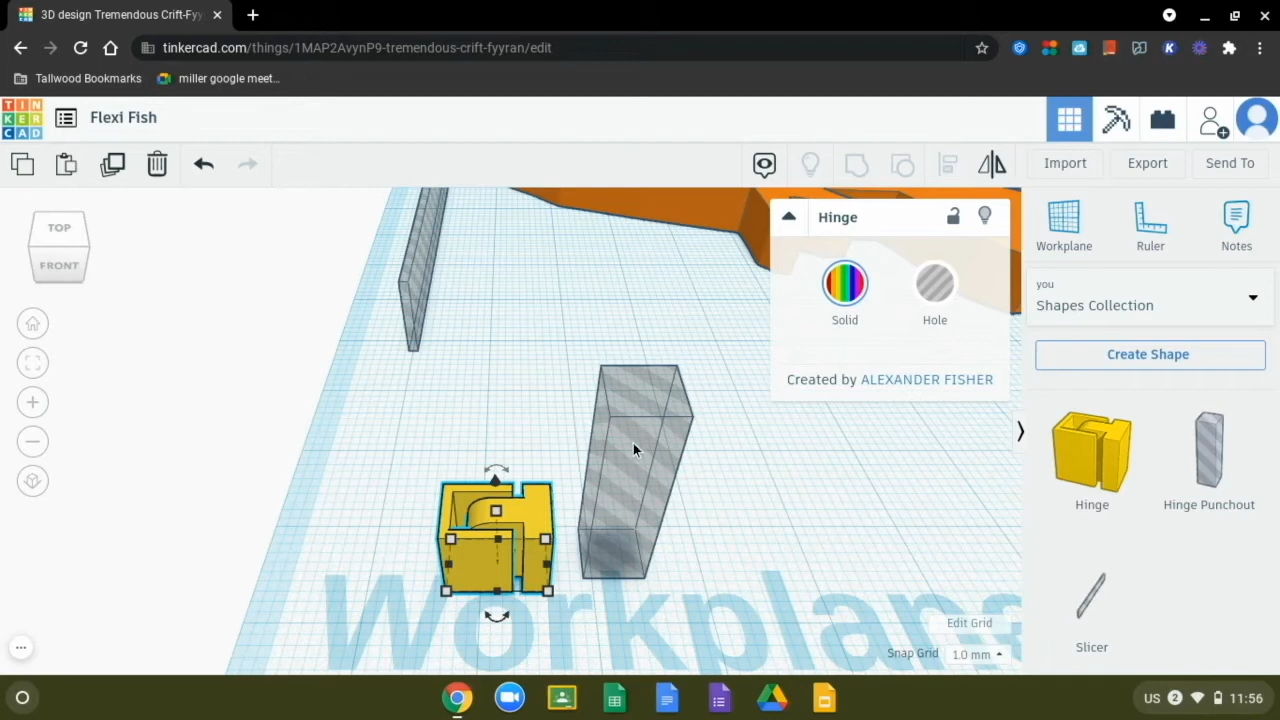 3D design Tremendous Crift-Fyy
tinkercad.com/things/1MAP2AvynP9-tremendous-crift-fyyran/edit
Tallwood Bookmarks
miller google meet...
K
TIN
KER
CAD
Flexi Fish
Import
Export
Send To
TOP
FRONT
Hinge
Solid
Hole
Created by ALEXANDER FISHER
Workplane
Ruler
Notes
you
Shapes Collection
Create Shape
Hinge
Hinge Punchout
Slicer
Workplane
Edit Grid
Snap Grid 1.0 mm
US 2 11:56